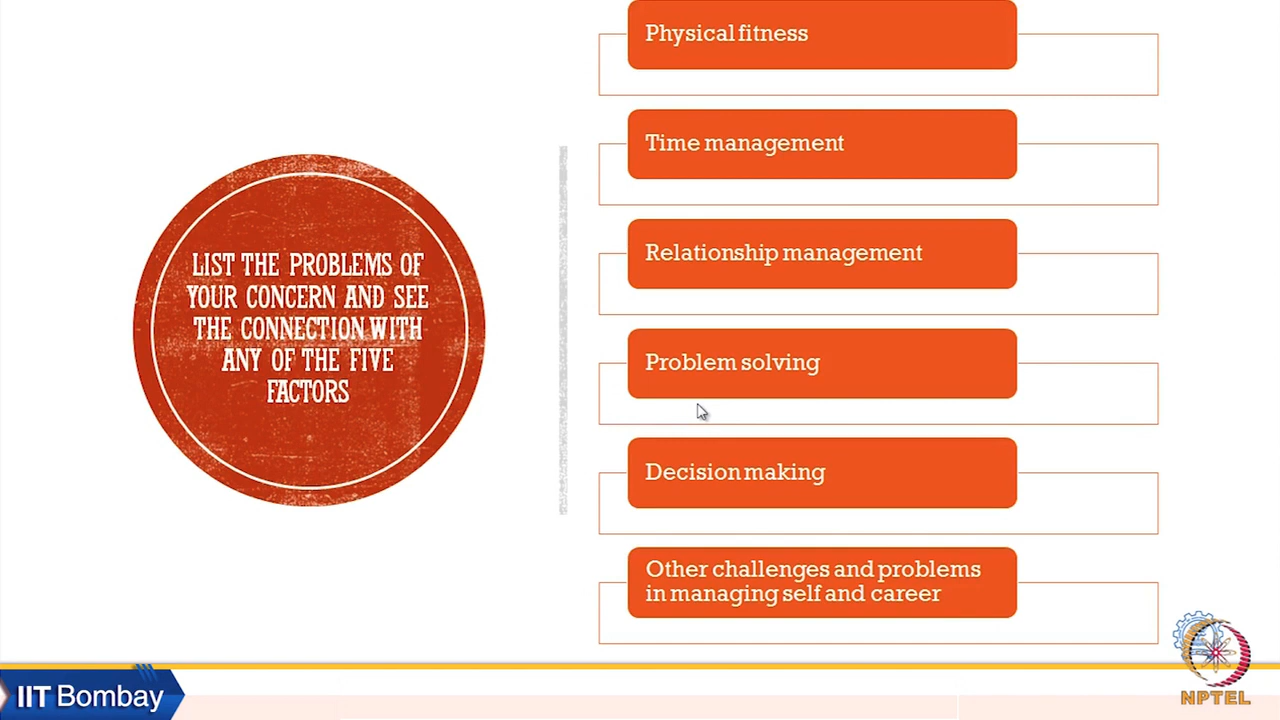 LIST THE PROBLEMS OF
YOUR CONCERN AND SEE
THE CONNECTION WITH
ANY OF THE FIVE
FACTORS
Physical fitness
Time management
Relationship management
Problem solving
Decision making
Other challenges and problems
in managing self and career
IIT Bombay
NPTEL